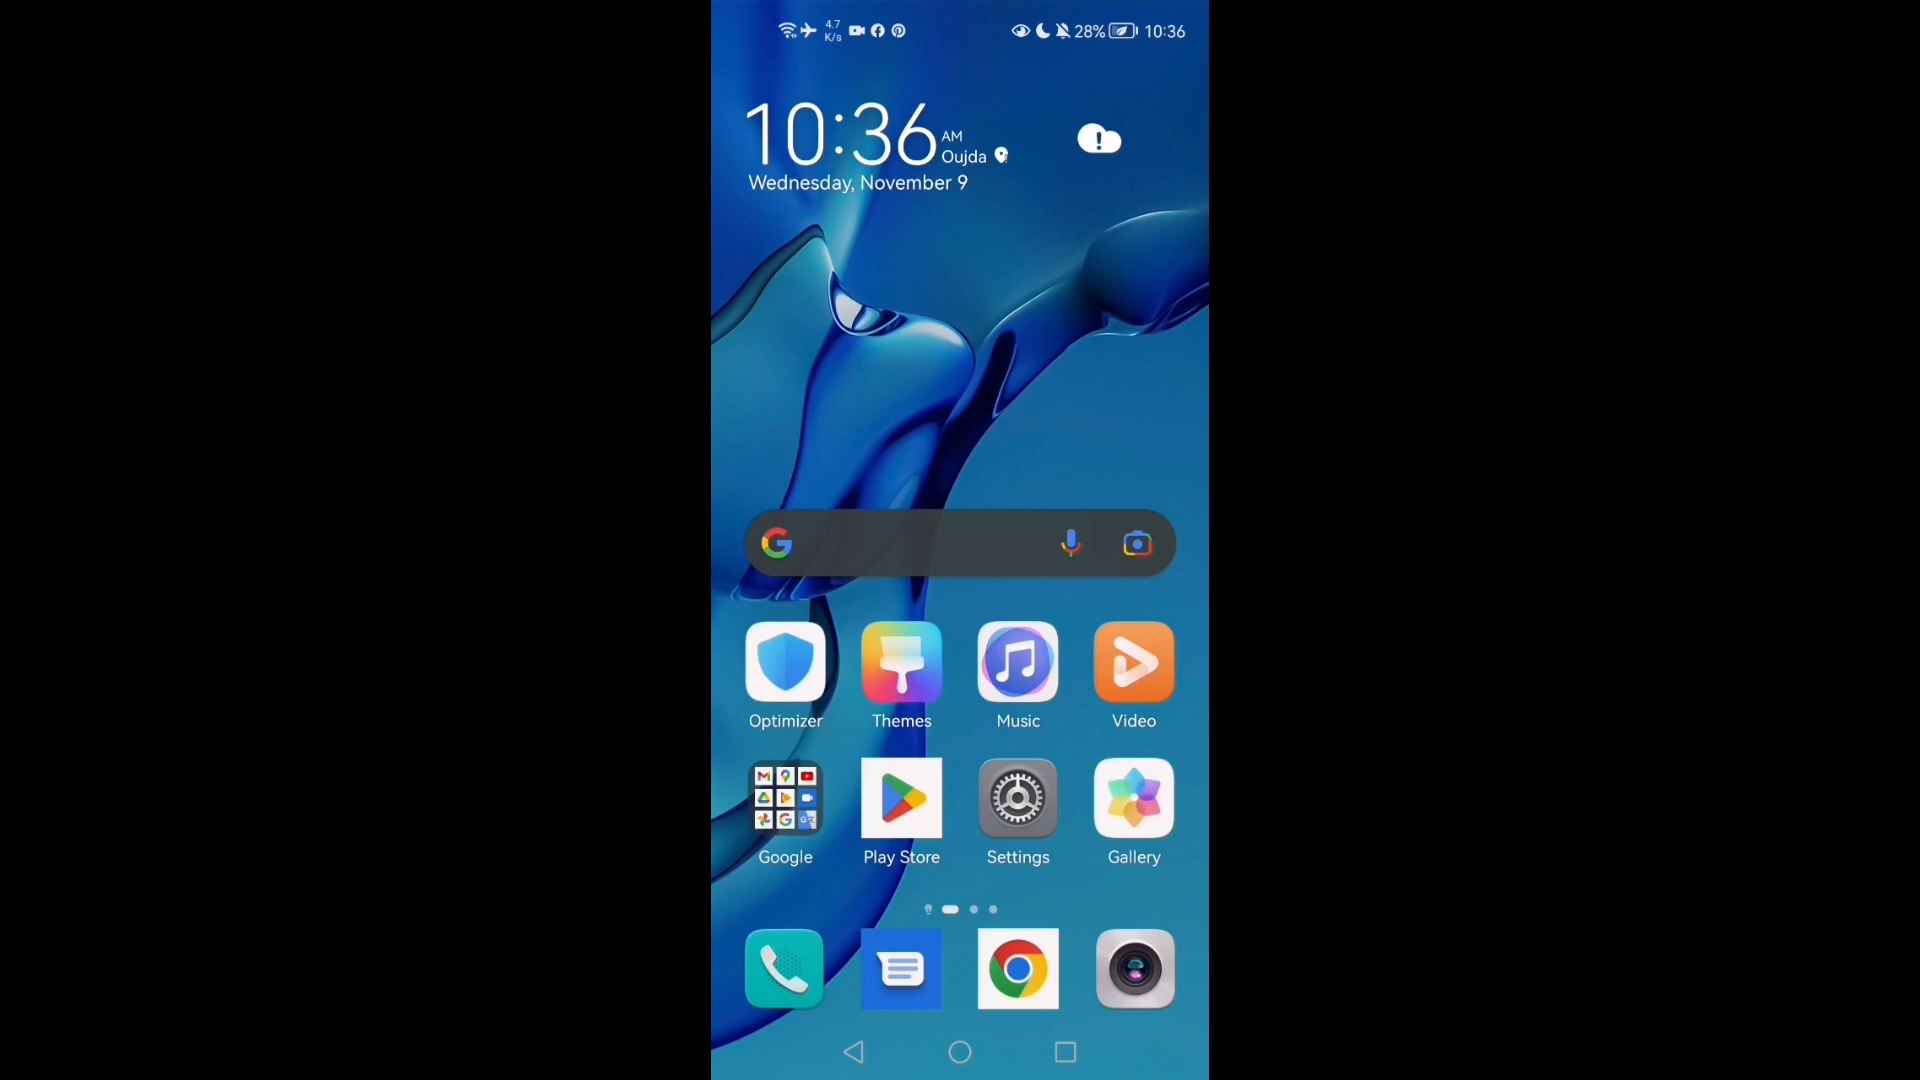 4.7
K/s
28%
10:36
10:36
AM
Oujda
Wednesday, November 9
Optimizer
Themes
Music
Video
Google
Play Store
Settings
Gallery